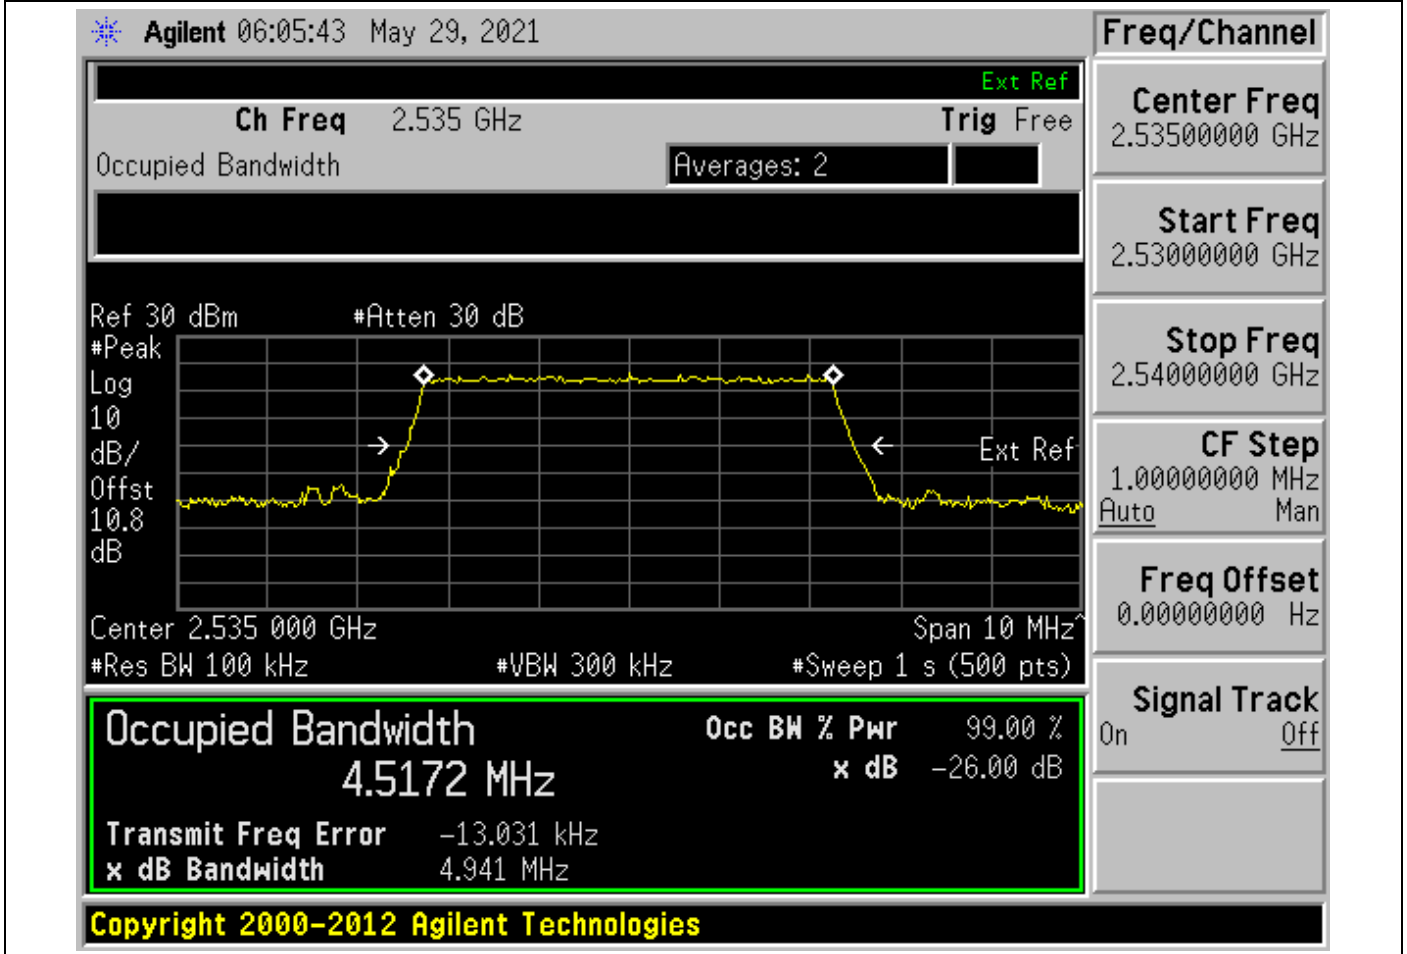 Agilent 06:05:43 May 29, 2021
Ext Ref
Ch Freq 2.535 GHz Trig Free
Occupied Bandwidth Averages: 2
Ref 30 dBm #Atten 30 dB
#Peak
Log
10
dB/
Offst
10.8
dB
Ext Ref
Center 2.535 000 GHz Span 10 MHz^
#Res BW 100 kHz #VBW 300 kHz #Sweep 1 s (500 pts)
Occupied Bandwidth Occ BW % Pwr 99.00 %
4.5172 MHz x dB -26.00 dB
Transmit Freq Error -13.031 kHz
x dB Bandwidth 4.941 MHz
Copyright 2000-2012 Agilent Technologies
Freq/Channel
Center Freq
2.53500000 GHz
Start Freq
2.53000000 GHz
Stop Freq
2.54000000 GHz
CF Step
1.00000000 MHz
Auto Man
Freq Offset
0.00000000 Hz
Signal Track
On Off